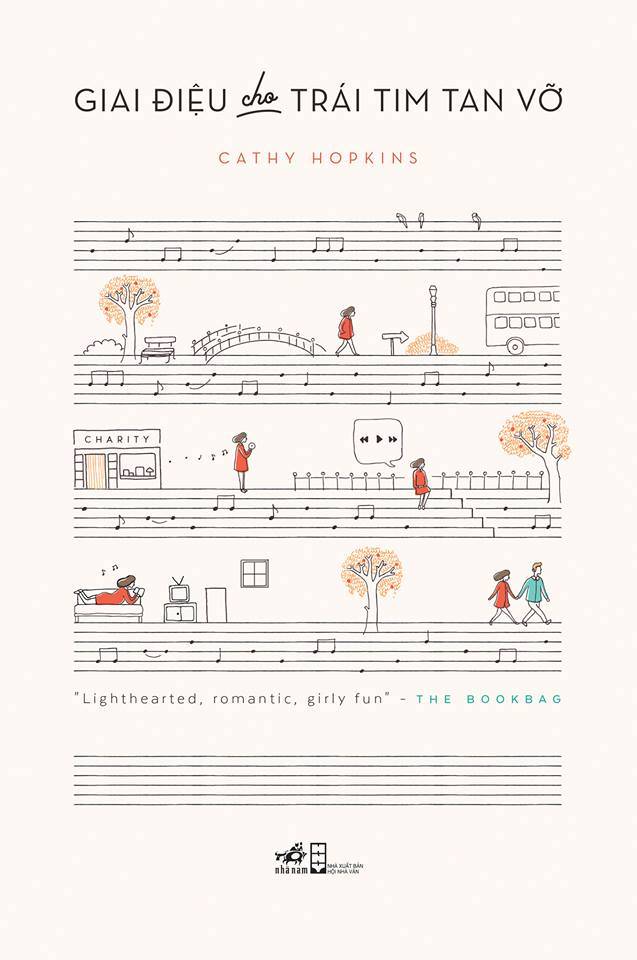 GIAI ĐIỆU cho TRÁI TIM TAN VỠ
CATHY HOPKINS
CHARITY
"Lighthearted, romantic, girly fun" - THE BOOKBAG
nhã nam
NHÀ XUẤT BẢN
HỘI NHÀ VĂN